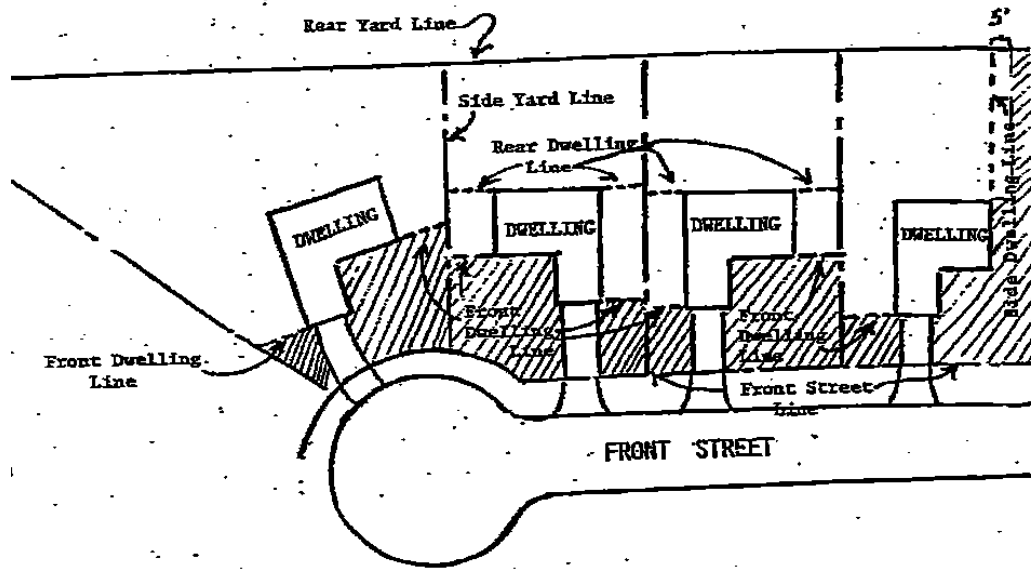 5'
Rear Yard Line
Side Yard Line
Rear Dwelling
Line
Side Dwelling Line
DWELLING
DWELLING
DWELLING
DWELLING
Front
Dwelling
Line
Front
Dwelling
Line
Front Dwelling.
Line
Front Street
Line
FRONT STREET